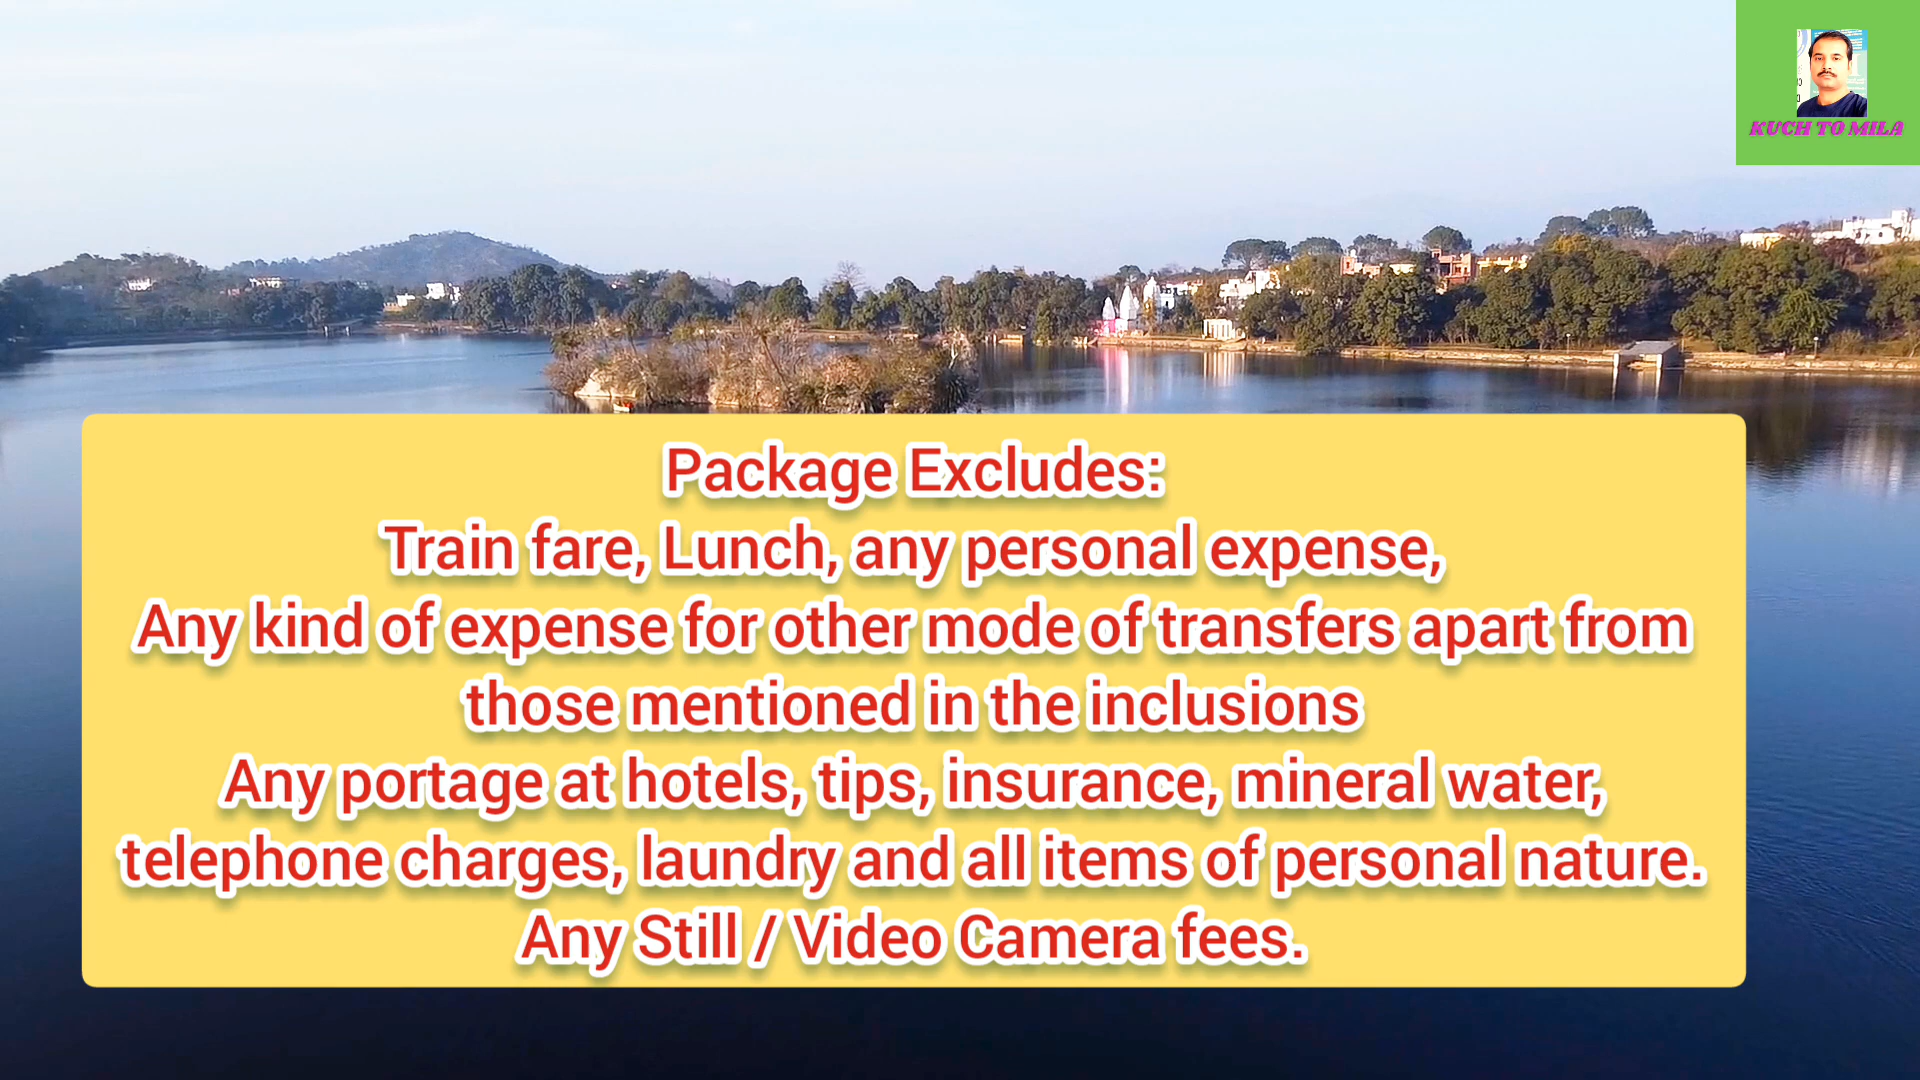 KUCH TO MILA
Package Excludes:
Train fare, Lunch, any personal expense,
Any kind of expense for other mode of transfers apart from
those mentioned in the inclusions
Any portage at hotels, tips, insurance, mineral water,
telephone charges, laundry and all items of personal nature.
Any Still / Video Camera fees.